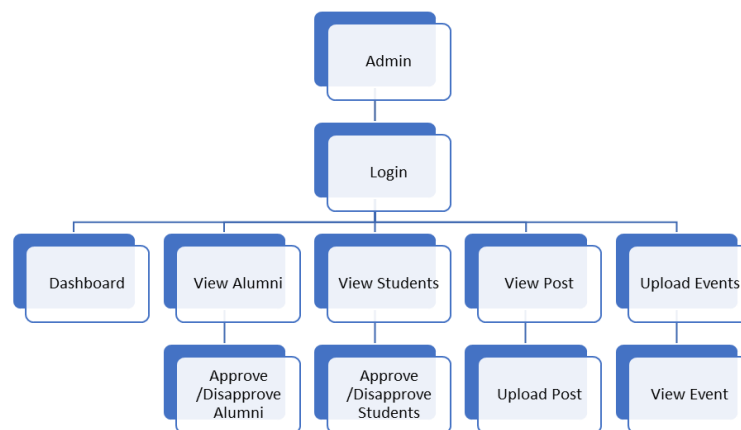 Admin
Login
Dashboard
View Alumni
View Students
View Post
Upload Events
Approve
/Disapprove
Alumni
Approve
/Disapprove
Students
Upload Post
View Event